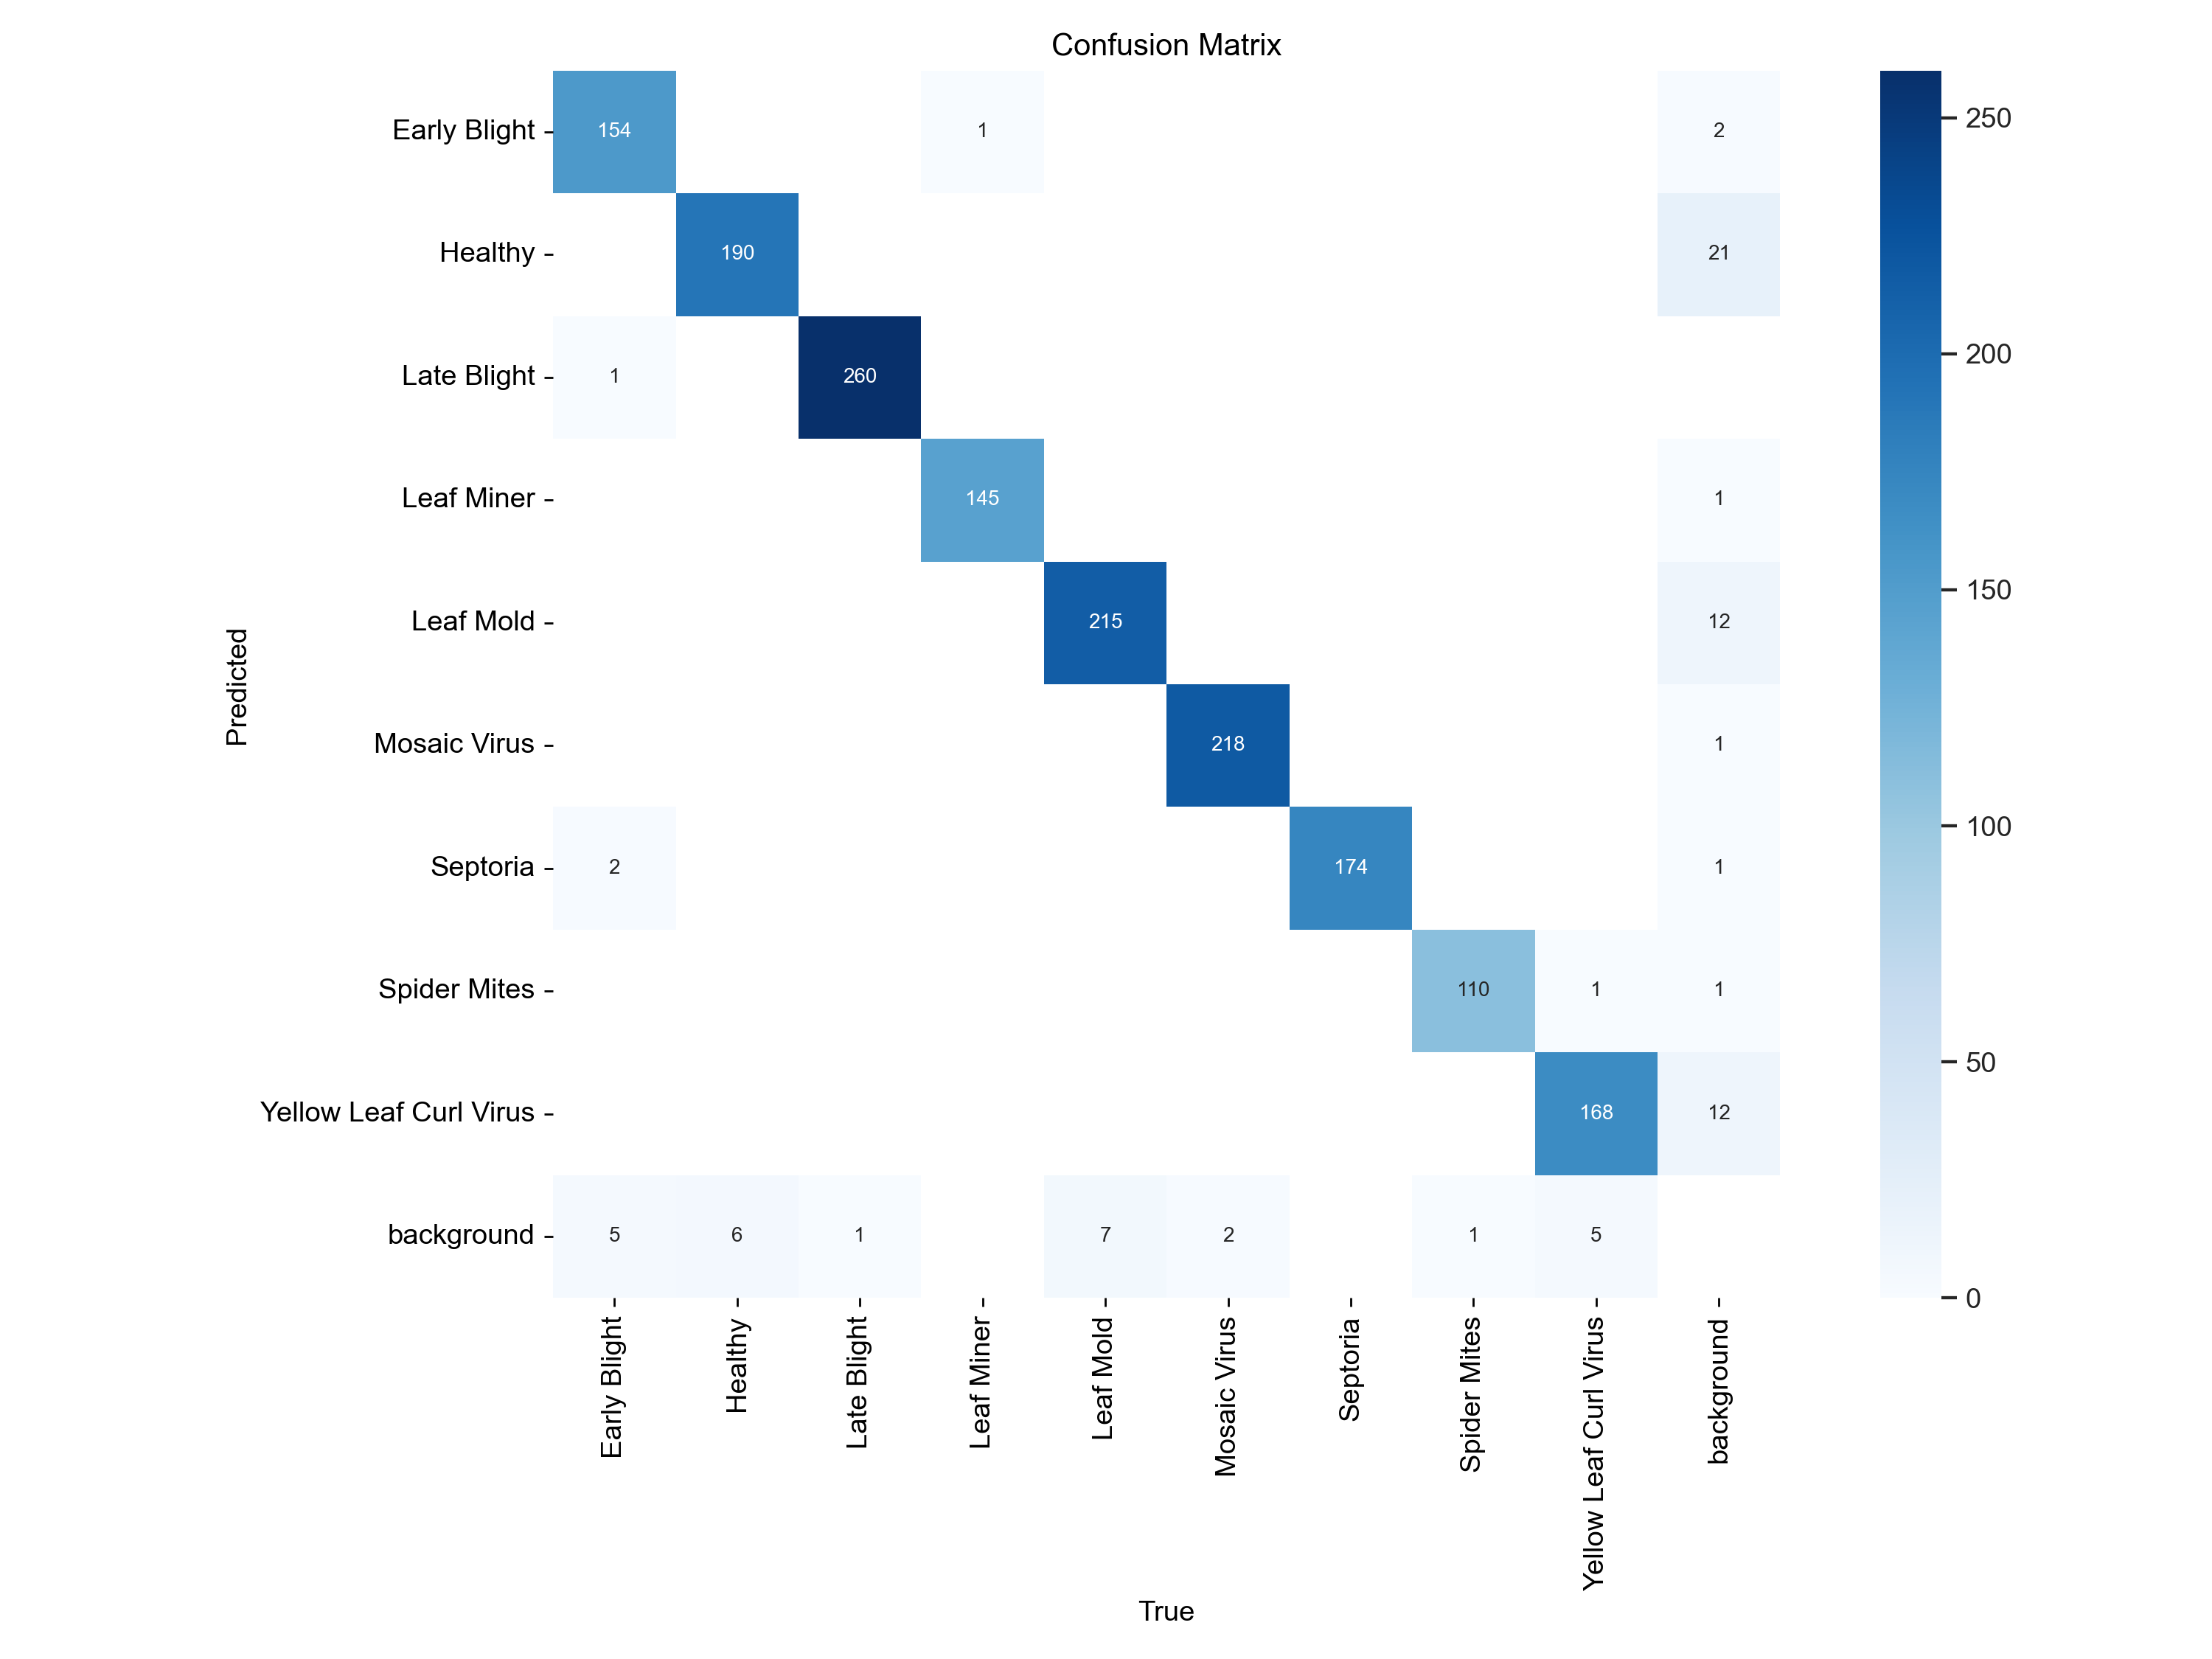 Confusion Matrix
Early Blight 154 1 2 250
Healthy 190 21
200
Late Blight 1 260
Leaf Miner 145 1
150
Leaf Mold 215 12
Predicted
Mosaic Virus 218 1
100
Septoria 2 174 1
Spider Mites 110 1 1
50
Yellow Leaf Curl Virus 168 12
background 5 6 1 7 2 1 5
0
Early Blight
Healthy
Late Blight
Leaf Miner
Leaf Mold
Mosaic Virus
Septoria
Spider Mites
Yellow Leaf Curl Virus
background
True